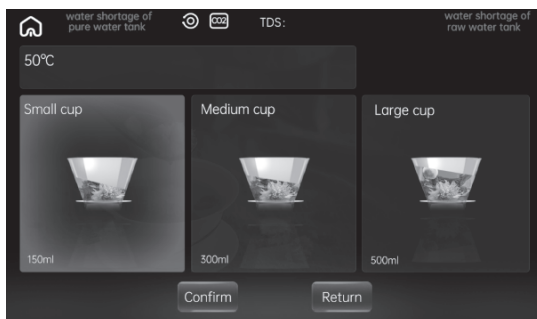 water shortage of
pure water tank
CO2
TDS:
water shortage of
raw water tank
50℃
Small cup
Medium cup
Large cup
150ml
300ml
500ml
Confirm
Return